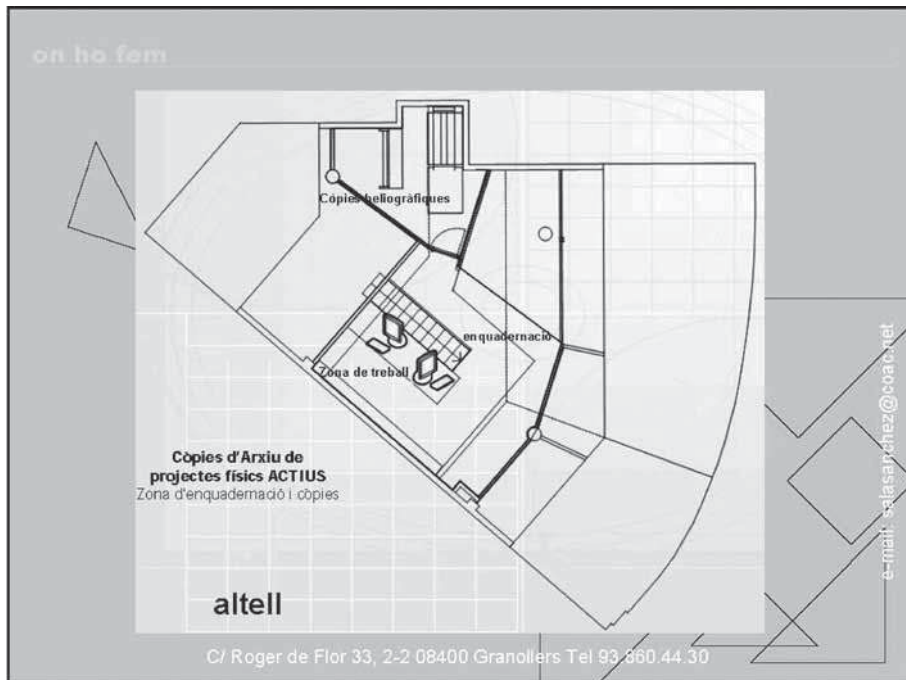 on ho fem
Còpies heliogràfiques
enquadernació
Zona de treball
Còpies d'Arxiu de
projectes físics ACTIUS
Zona d'enquadernació i còpies
altell
e-mail: salasanchez@coac.net
C/ Roger de Flor 33, 2-2 08400 Granollers Tel 93.860.44.30